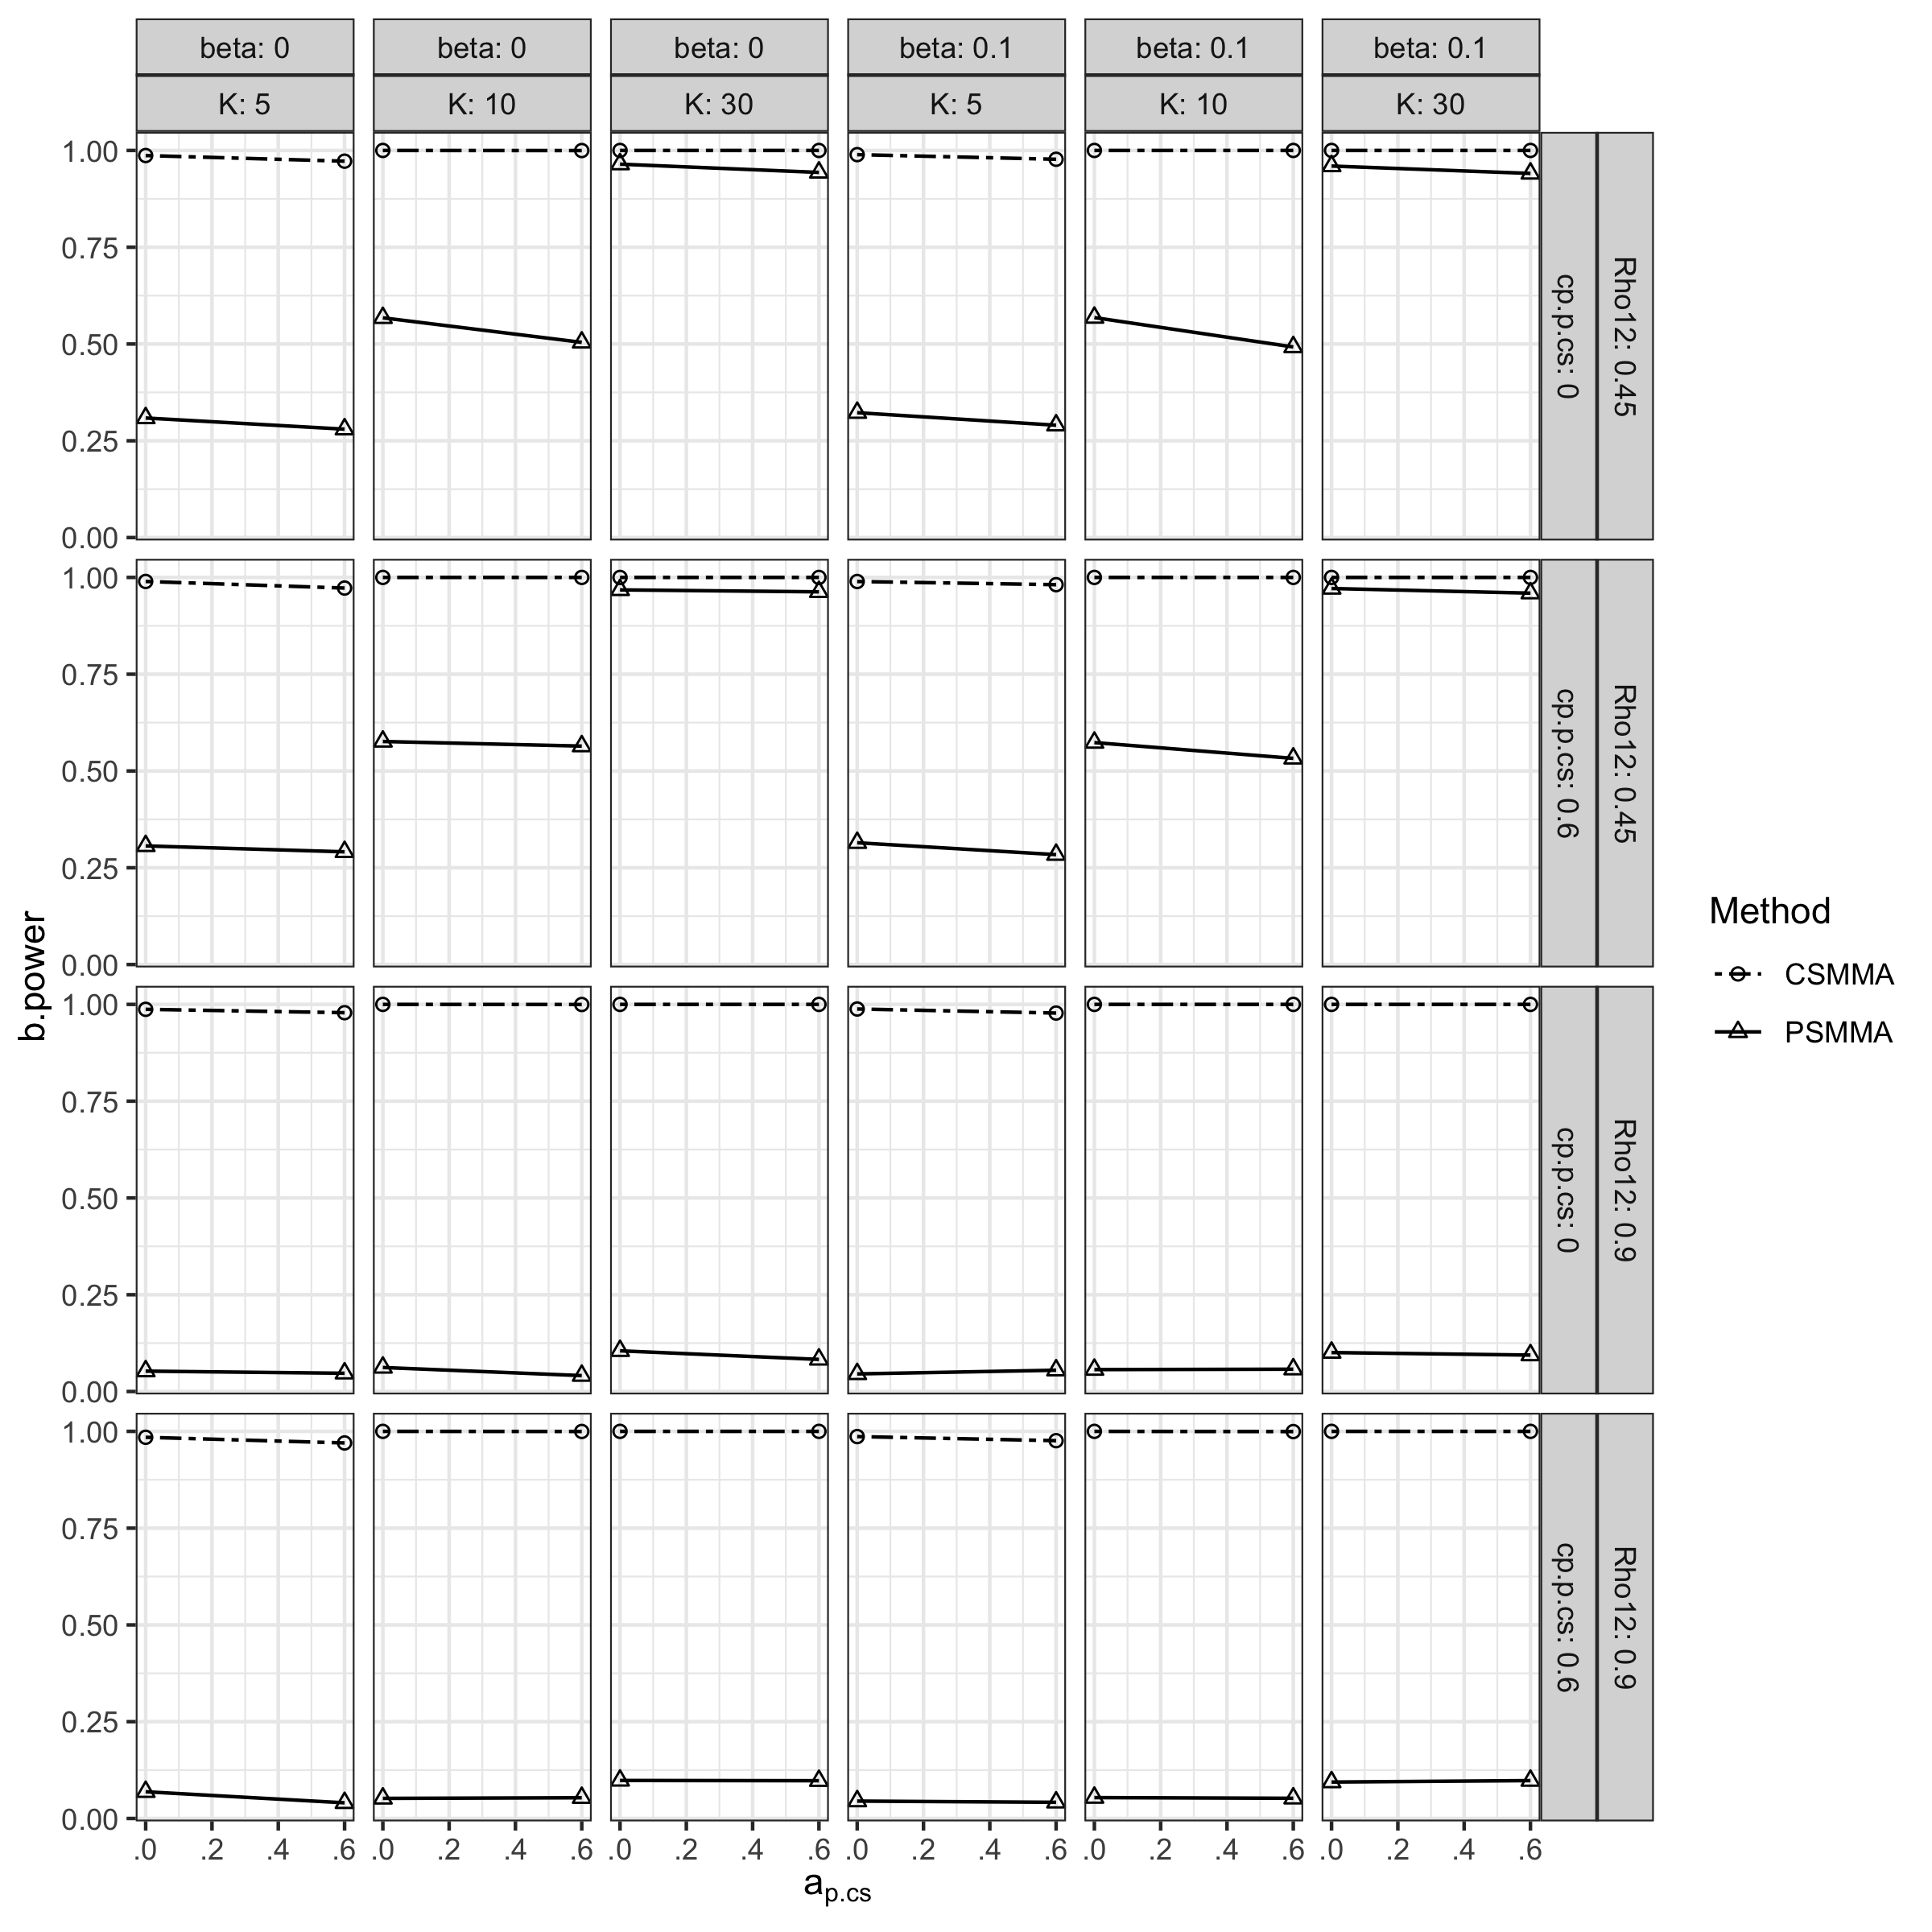 beta: 0 beta: 0 beta: 0 beta: 0.1 beta: 0.1 beta: 0.1
K: 5 K: 10 K: 30 K: 5 K: 10 K: 30
1.00
0.75
0.50
0.25
0.00
cp.p.cs: 0
Rho12: 0.45
1.00
0.75
0.50
0.25
0.00
cp.p.cs: 0.6
Rho12: 0.45
1.00
0.75
0.50
0.25
0.00
cp.p.cs: 0
Rho12: 0.9
1.00
0.75
0.50
0.25
0.00
cp.p.cs: 0.6
Rho12: 0.9
.0 .2 .4 .6 .0 .2 .4 .6 .0 .2 .4 .6 .0 .2 .4 .6 .0 .2 .4 .6 .0 .2 .4 .6
ap.cs
b.power
Method
CSMMA
PSMMA